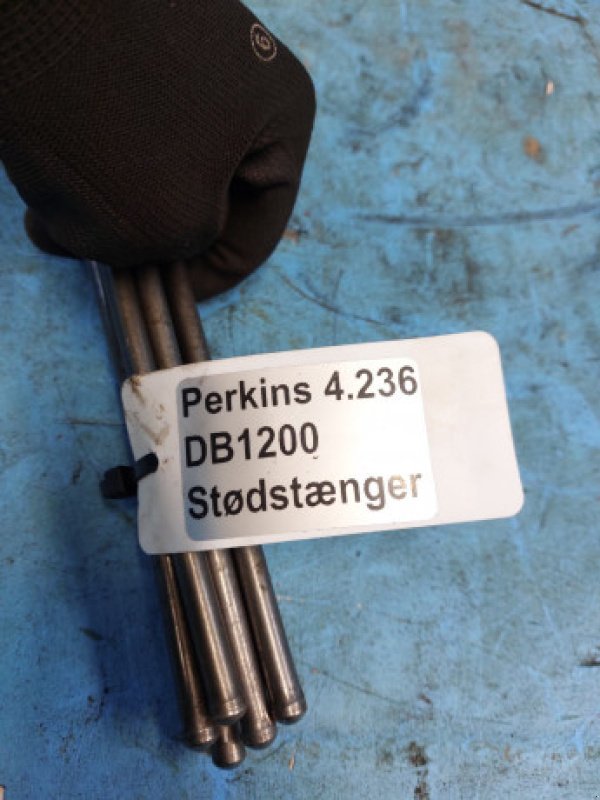 Perkins 4.236
DB1200
Stødstænger